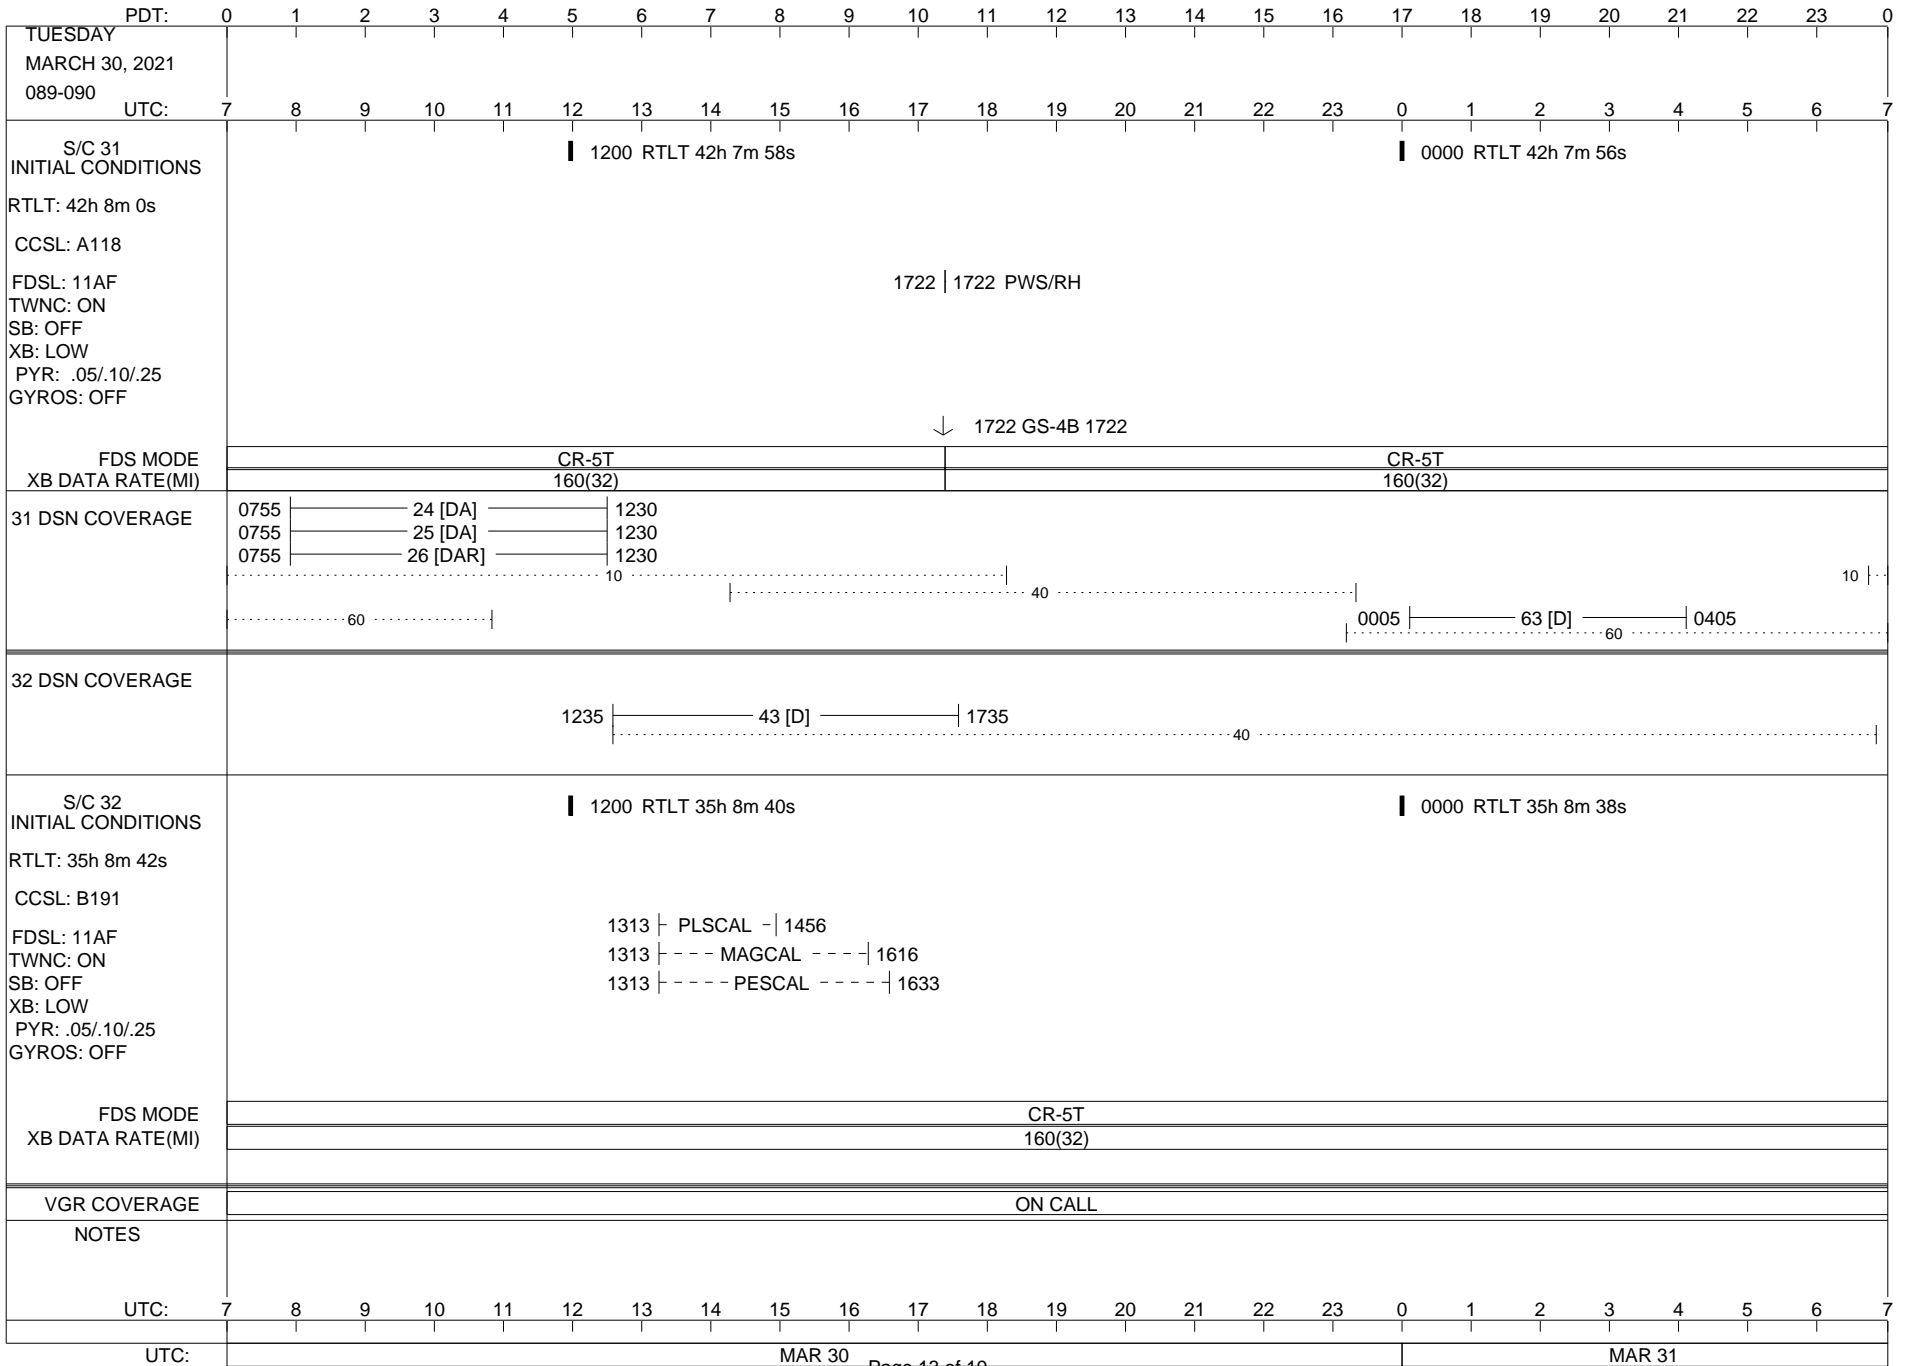 PDT: 0 1 2 3 4 5 6 7 8 9 10 11 12 13 14 15 16 17 18 19 20 21 22 23 0
TUESDAY
MARCH 30, 2021
089-090
UTC: 7 8 9 10 11 12 13 14 15 16 17 18 19 20 21 22 23 0 1 2 3 4 5 6 7
S/C 31
INITIAL CONDITIONS
1200 RTLT 42h 7m 58s
0000 RTLT 42h 7m 56s
RTLT: 42h 8m 0s
CCSL: A118
FDSL: 11AF
1722 1722 PWS/RH
TWNC: ON
SB: OFF
XB: LOW
PYR: .05/.10/.25
GYROS: OFF
1722 GS-4B 1722
FDS MODE CR-5T CR-5T
XB DATA RATE(MI) 160(32) 160(32)
31 DSN COVERAGE
0755 24 [DA] 1230
0755 25 [DA] 1230
0755 26 [DAR] 1230
10 10
40
60 0005 63 [D] 0405
60
32 DSN COVERAGE
1235 43 [D] 1735
40
S/C 32
INITIAL CONDITIONS
1200 RTLT 35h 8m 40s
0000 RTLT 35h 8m 38s
RTLT: 35h 8m 42s
CCSL: B191
1313 PLSCAL 1456
FDSL: 11AF
1313 MAGCAL 1616
TWNC: ON
SB: OFF
1313 PESCAL 1633
XB: LOW
PYR: .05/.10/.25
GYROS: OFF
FDS MODE CR-5T
XB DATA RATE(MI) 160(32)
VGR COVERAGE ON CALL
NOTES
UTC: 7 8 9 10 11 12 13 14 15 16 17 18 19 20 21 22 23 0 1 2 3 4 5 6 7
UTC: MAR 30 MAR 31